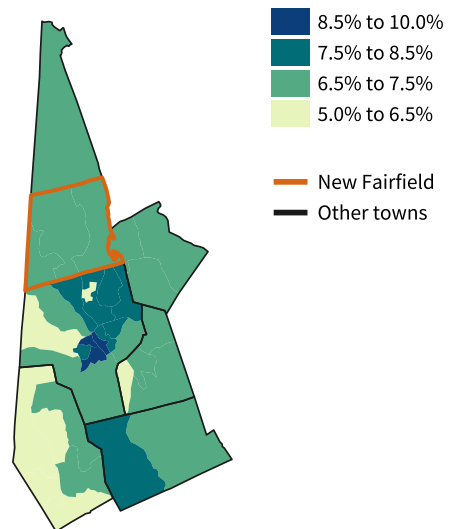 8.5% to 10.0%
7.5% to 8.5%
6.5% to 7.5%
5.0% to 6.5%
New Fairfield
Other towns